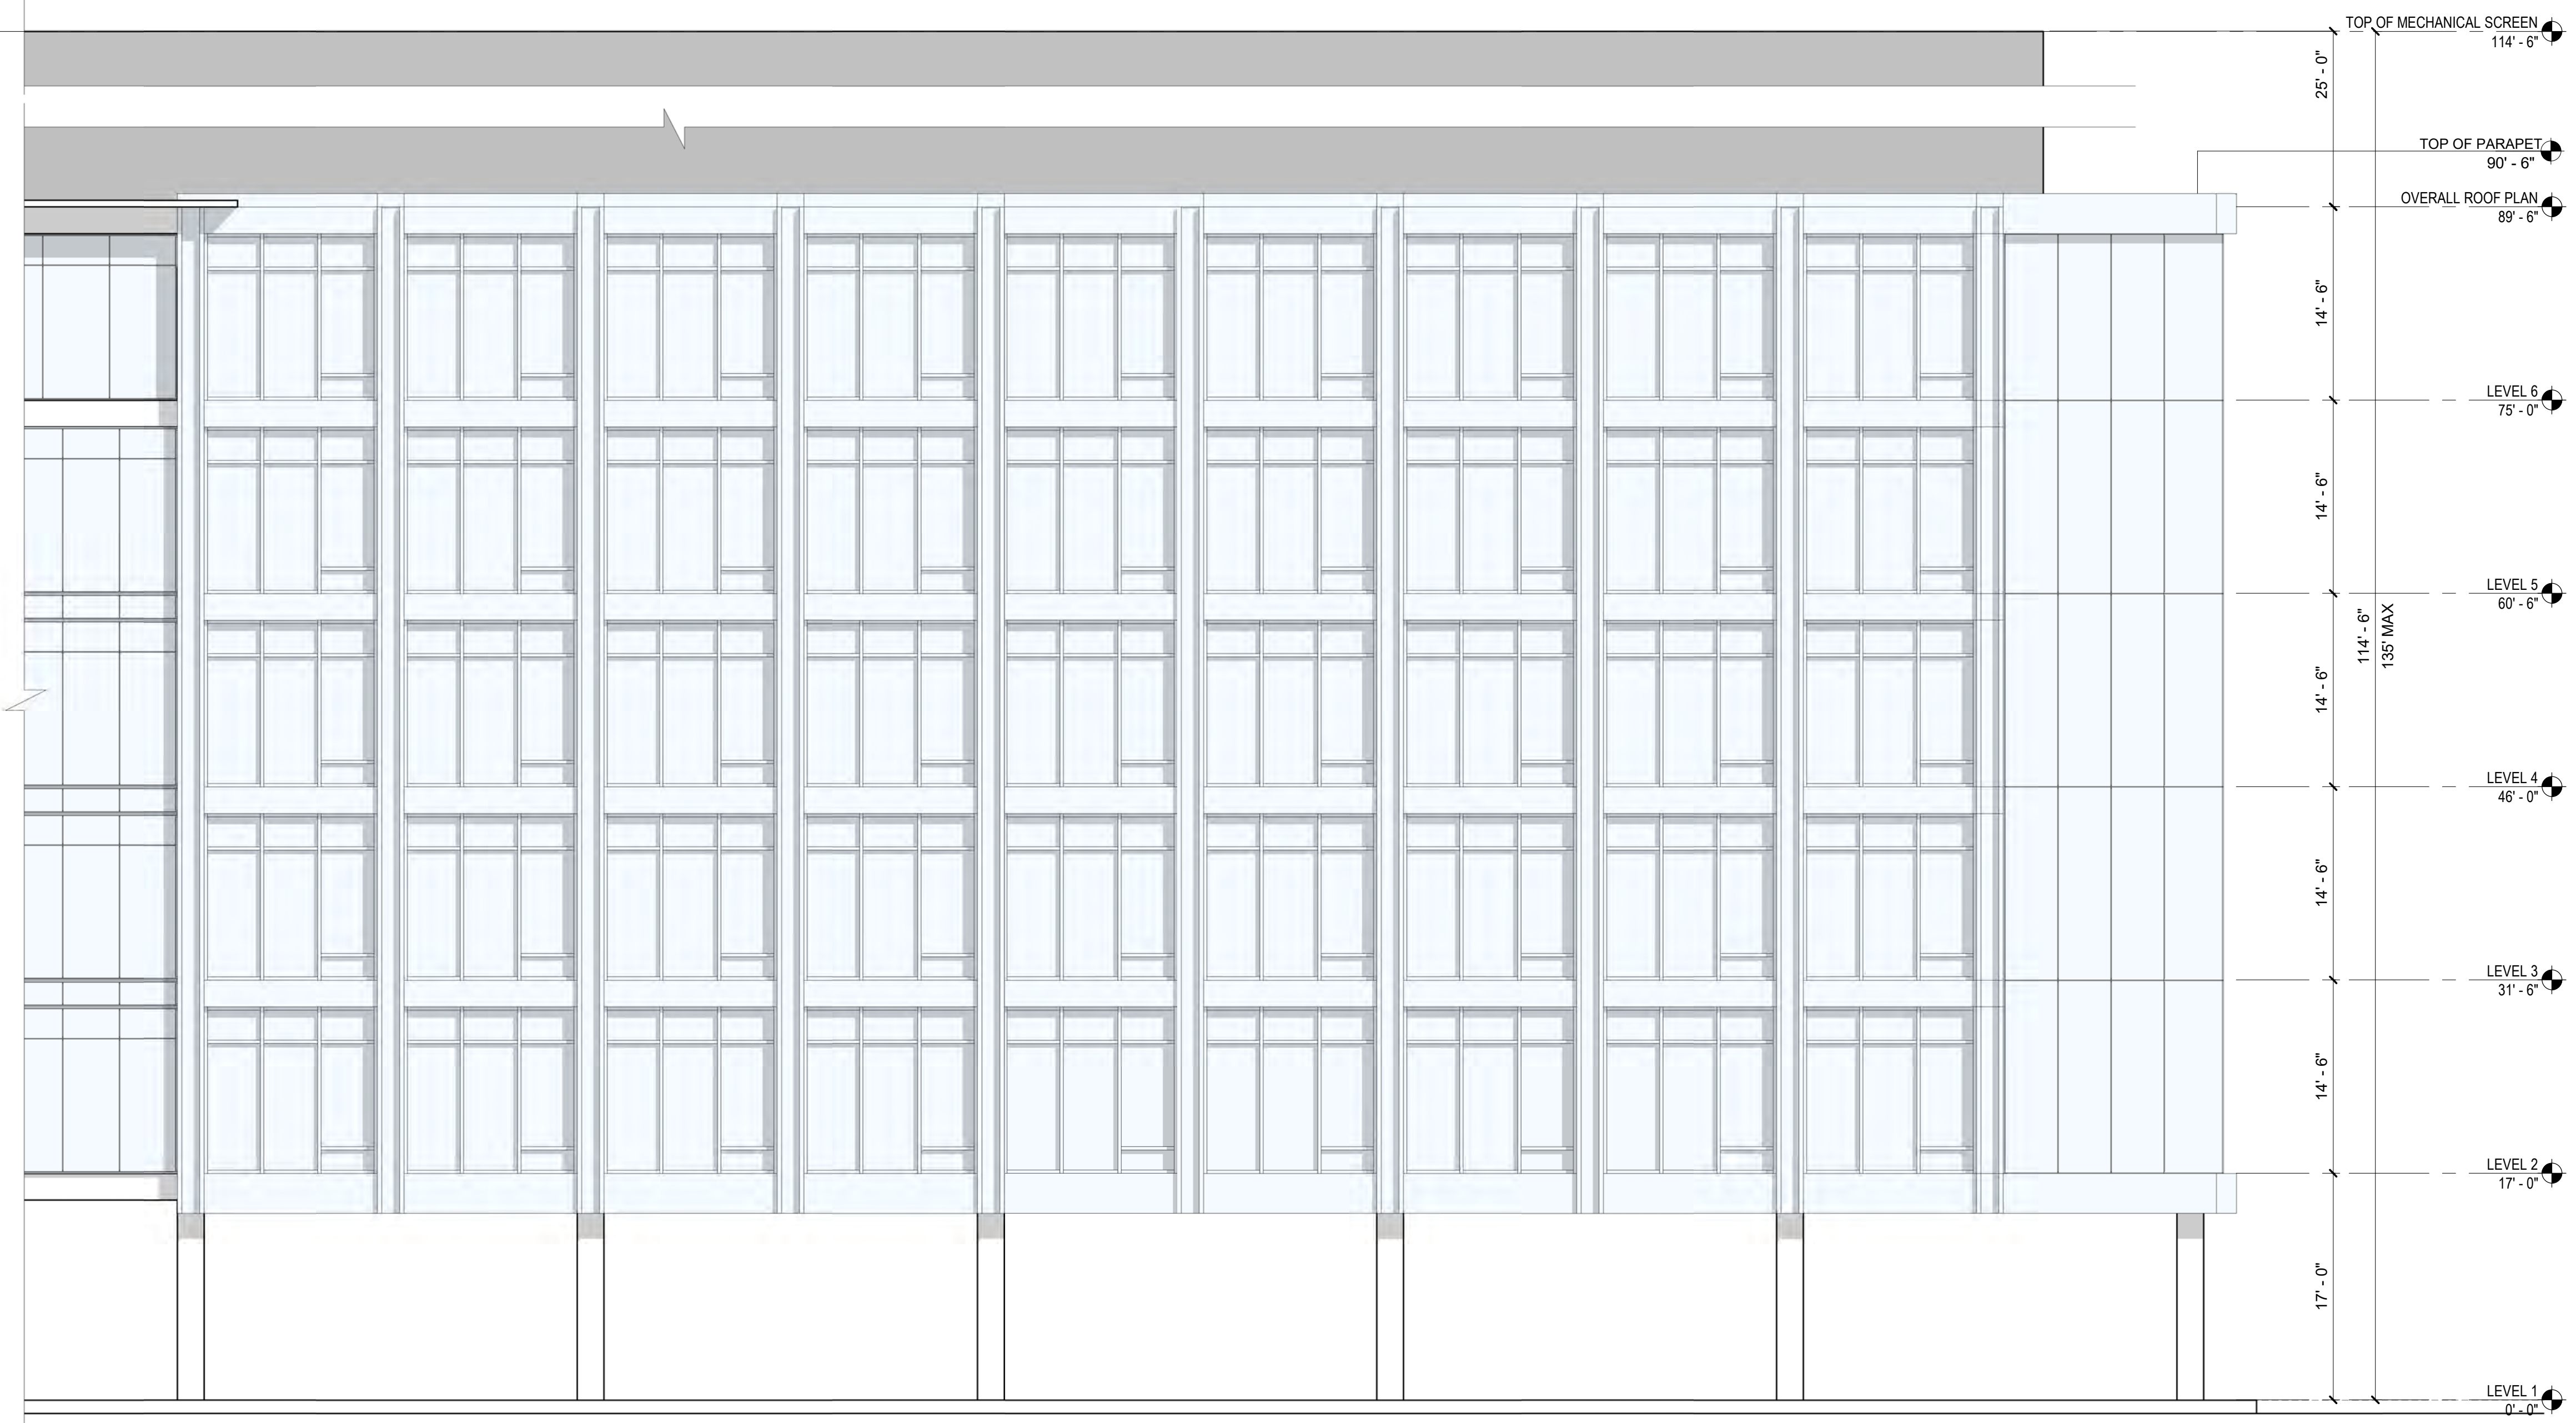 TOP OF MECHANICAL SCREEN
114' - 6"
25' - 0"
TOP OF PARAPET
90' - 6"
OVERALL ROOF PLAN
89' - 6"
14' - 6"
LEVEL 6
75' - 0"
14' - 6"
LEVEL 5
60' - 6"
114' - 6"
135' MAX
14' - 6"
LEVEL 4
46' - 0"
14' - 6"
LEVEL 3
31' - 6"
14' - 6"
LEVEL 2
17' - 0"
17' - 0"
LEVEL 1
0' - 0"